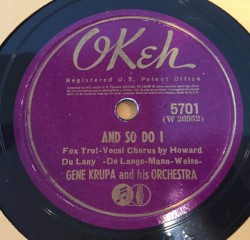 OKeh
Registered U.S. Patent Office
5701
(W 26952)
AND SO DO I
Fox Trot-Vocal Chorus by Howard
Du Lany -De Lange-Mann-Weiss-
GENE KRUPA and his ORCHESTRA